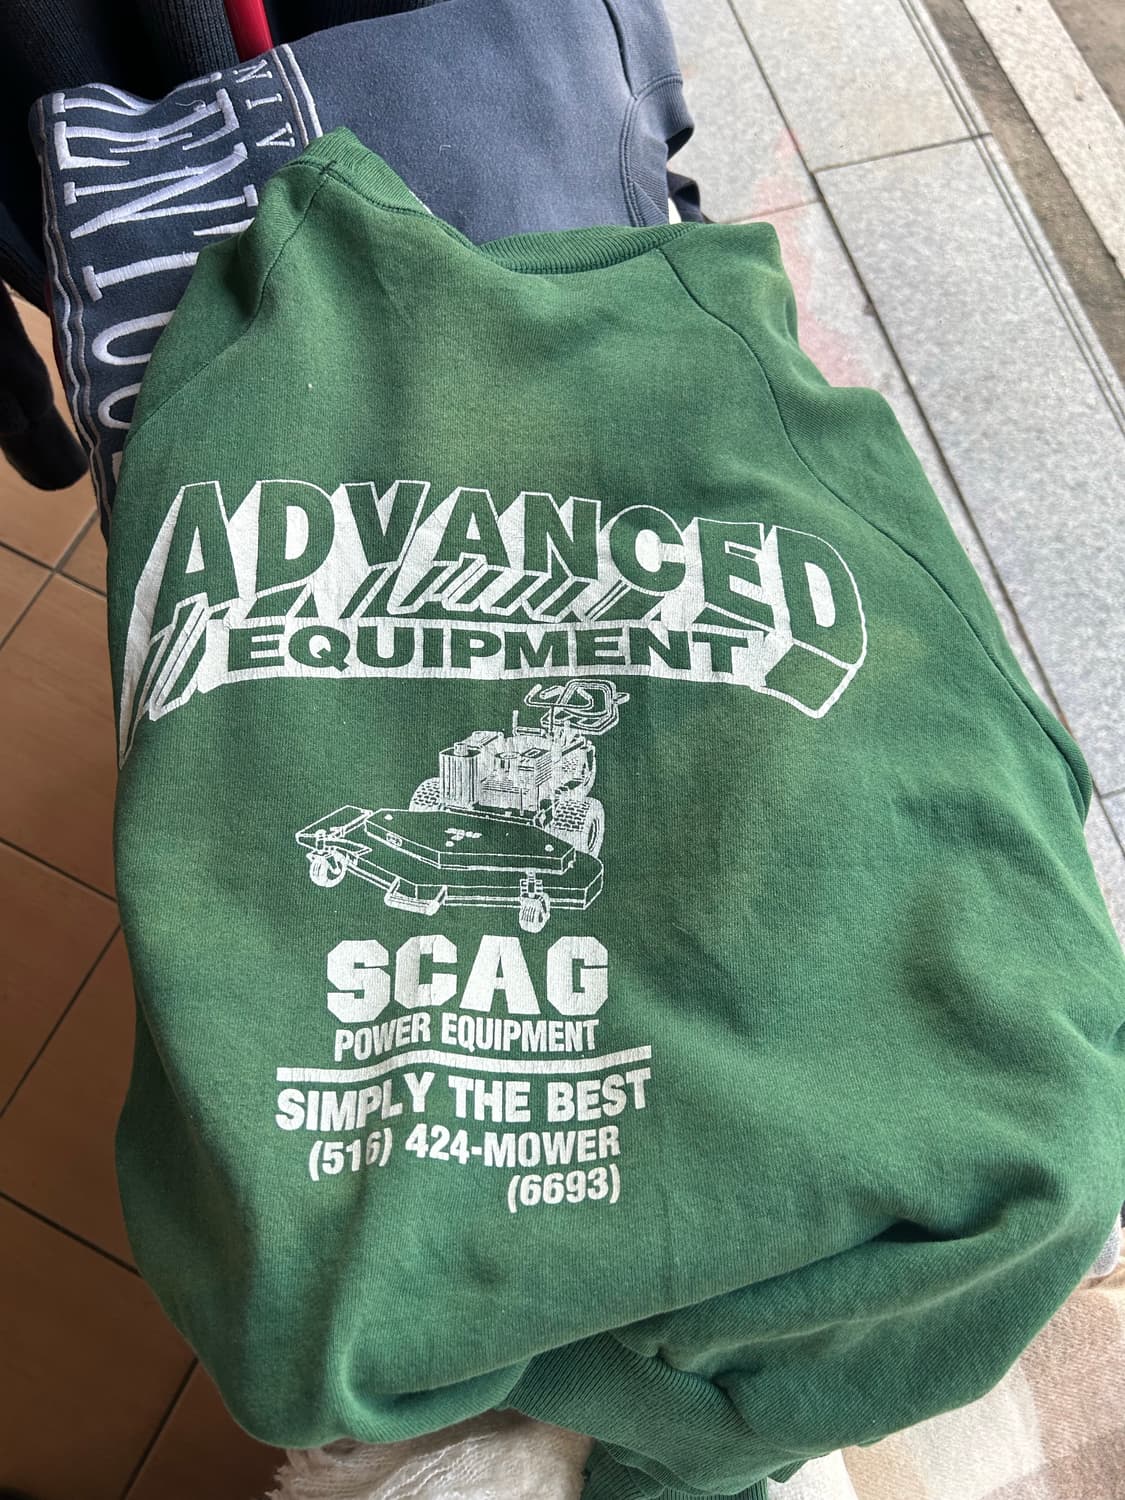 ADVANCED
EQUIPMENT
SCAG
POWER EQUIPMENT
SIMPLY THE BEST
(516) 424-MOWER
(6693)